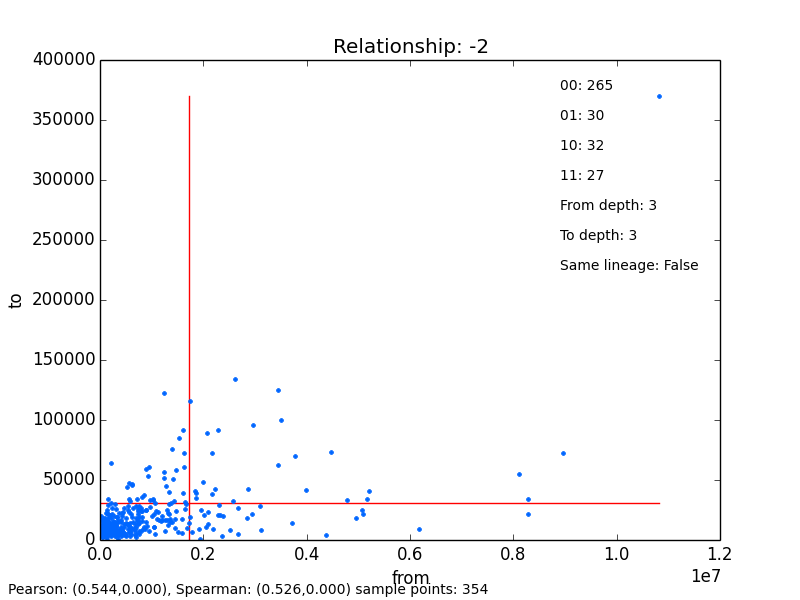 Relationship: -2
400000
350000
300000
250000
200000
150000
100000
50000
0
to
00: 265
01: 30
10: 32
11: 27
From depth: 3
To depth: 3
Same lineage: False
0.0 0.2 0.4 0.6 0.8 1.0 1.2
1e7
from
Pearson: (0.544,0.000), Spearman: (0.526,0.000) sample points: 354